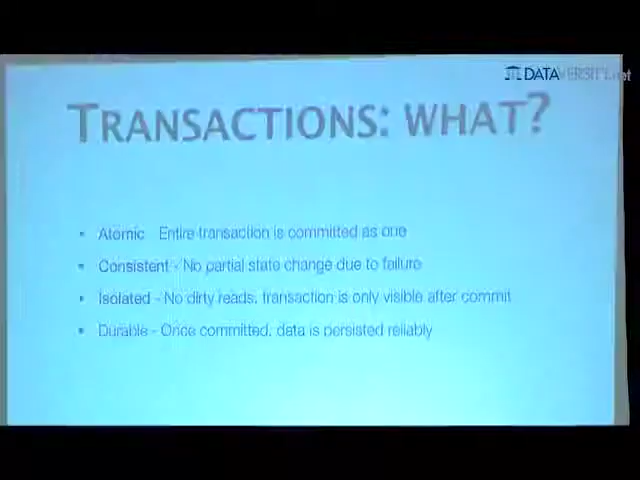 DATAVERSITY.net
TRANSACTIONS: WHAT?
• Atomic - Entire transaction is committed as one
• Consistent - No partial state change due to failure
• Isolated - No dirty reads, transaction is only visible after commit
• Durable - Once committed, data is persisted reliably